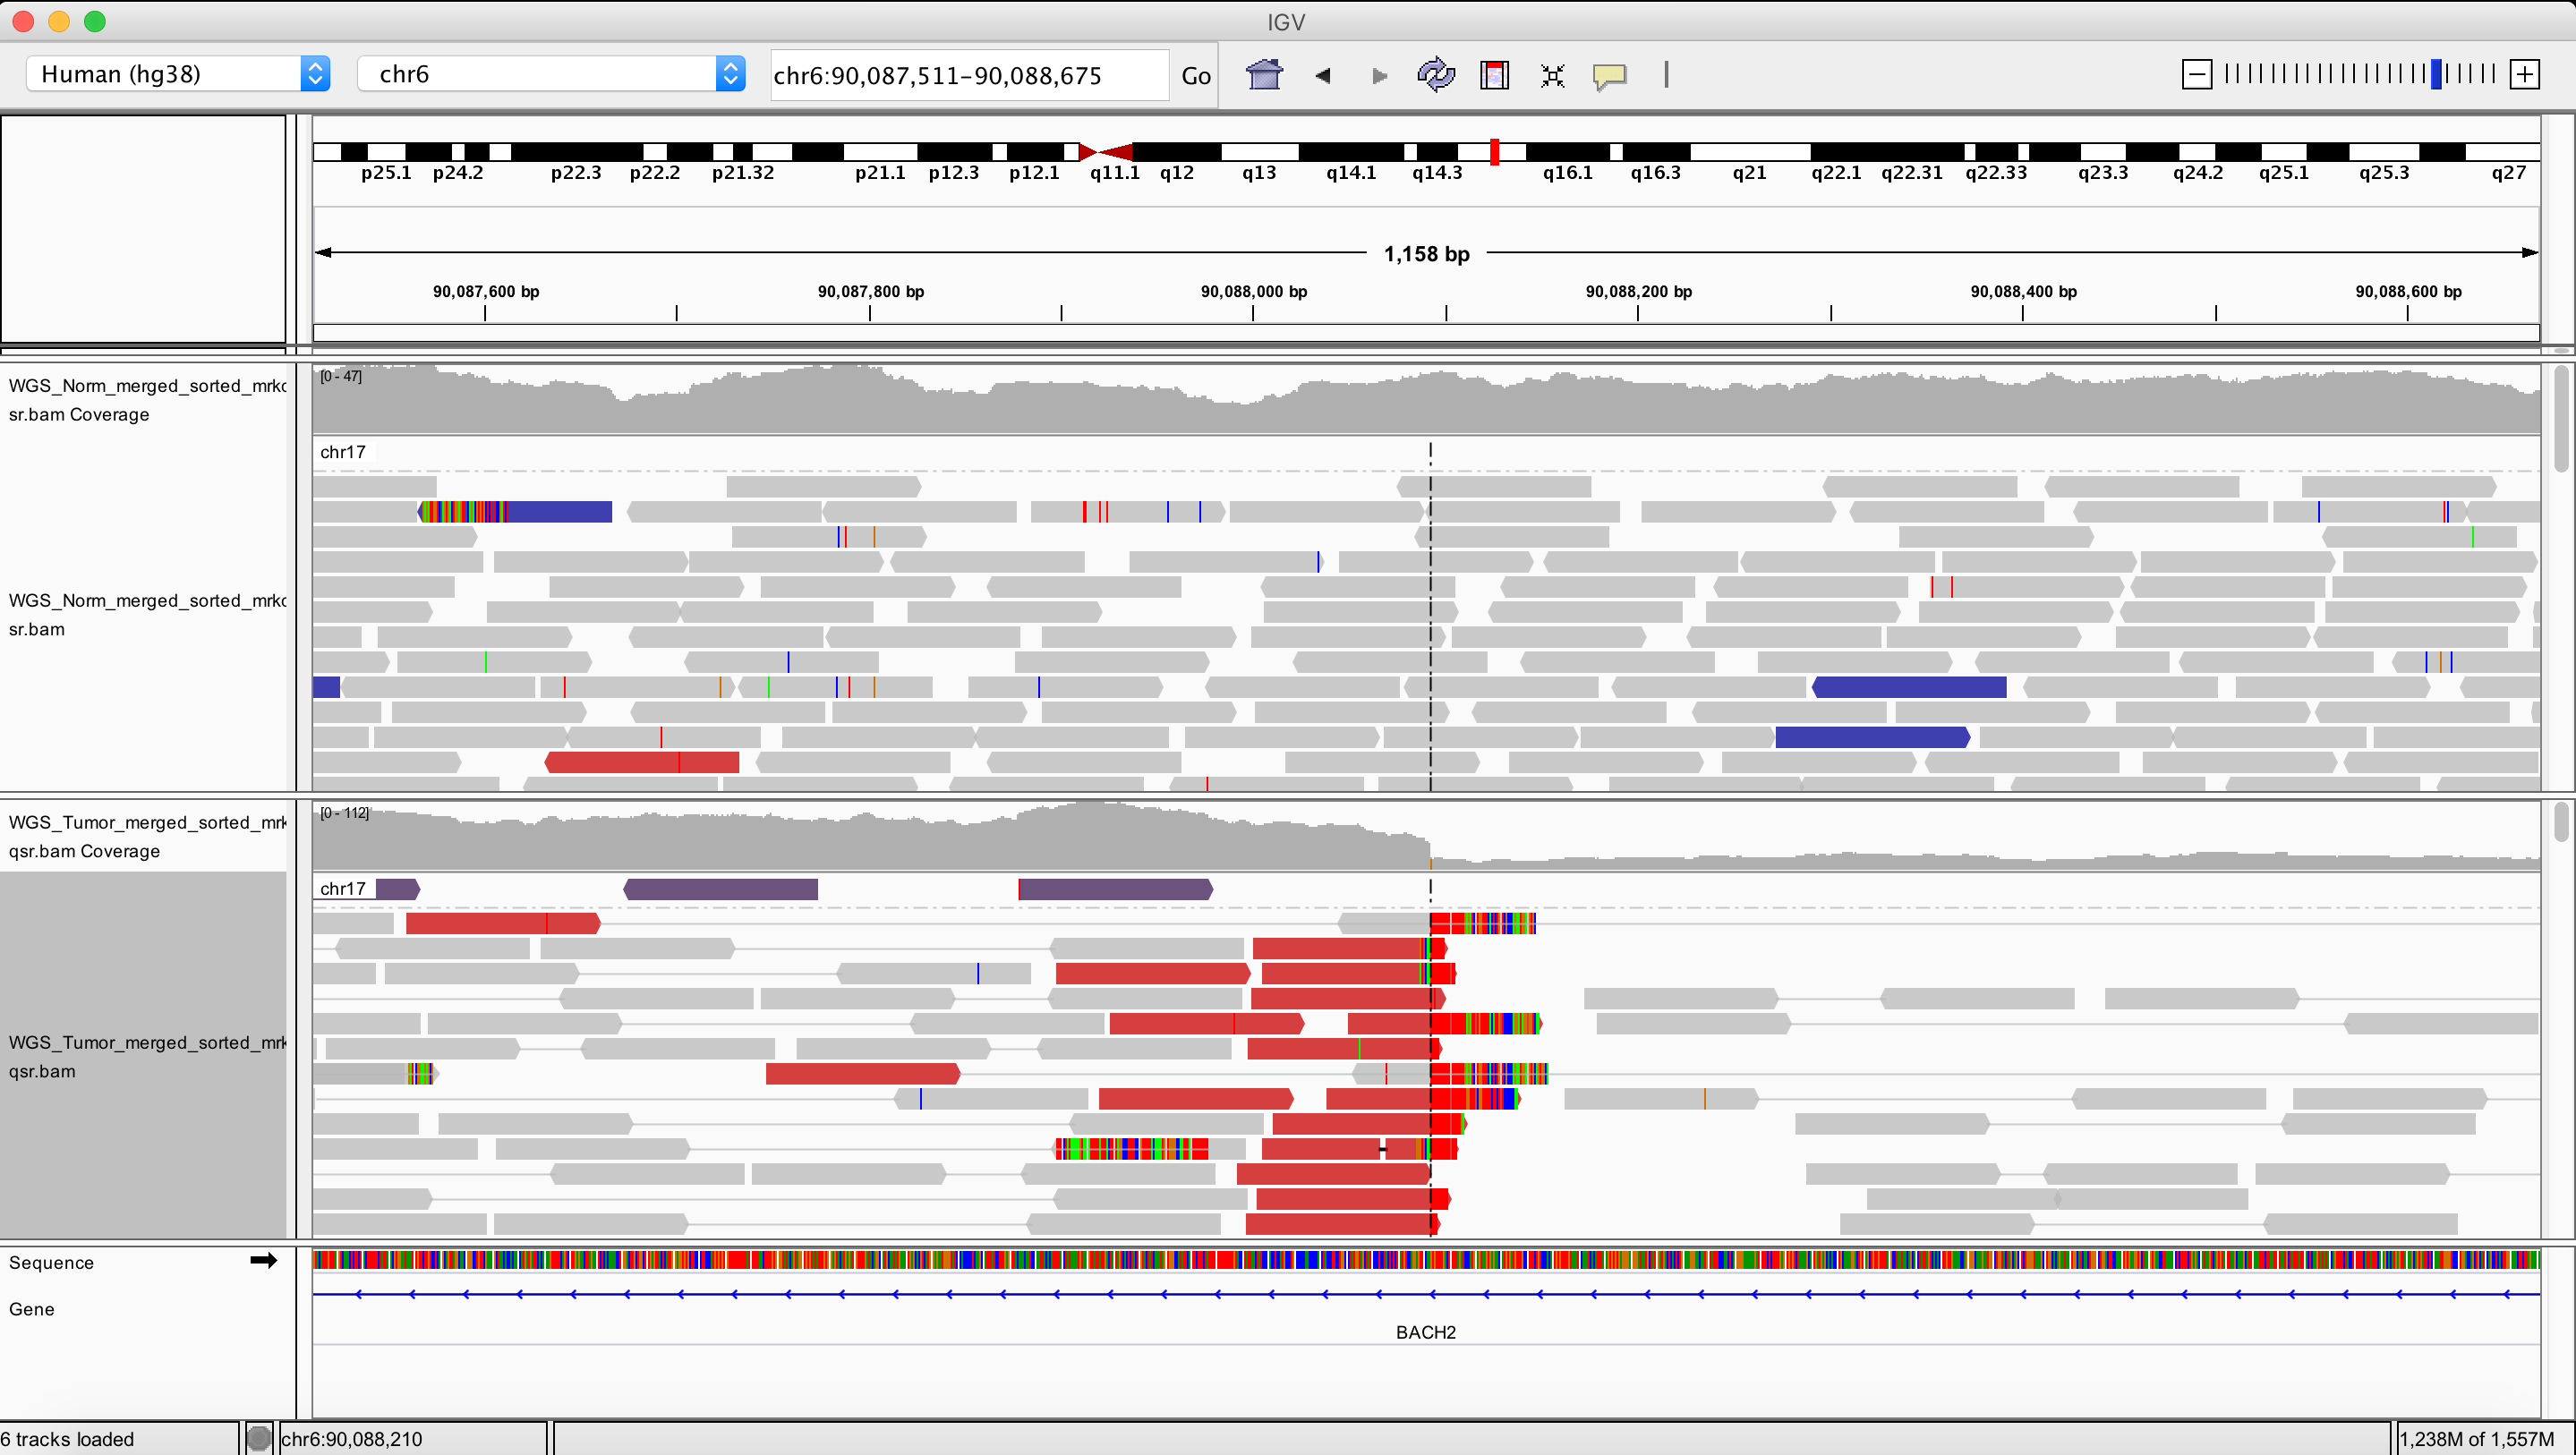 IGV
Human (hg38)
chr6
chr6:90,087,511-90,088,675
Go
p25.1 p24.2 p22.3 p22.2 p21.32 p21.1 p12.3 p12.1 q11.1 q12 q13 q14.1 q14.3 q16.1 q16.3 q21 q22.1 q22.31 q22.33 q23.3 q24.2 q25.1 q25.3 q27
1,158 bp
90,087,600 bp 90,087,800 bp 90,088,000 bp 90,088,200 bp 90,088,400 bp 90,088,600 bp
WGS_Norm_merged_sorted_mrkd
sr.bam Coverage
[0 - 47]
chr17
WGS_Norm_merged_sorted_mrkd
sr.bam
WGS_Tumor_merged_sorted_mrk
qsr.bam Coverage
[0 - 112]
chr17
WGS_Tumor_merged_sorted_mrk
qsr.bam
Sequence
Gene
BACH2
6 tracks loaded
chr6:90,088,210
1,238M of 1,557M